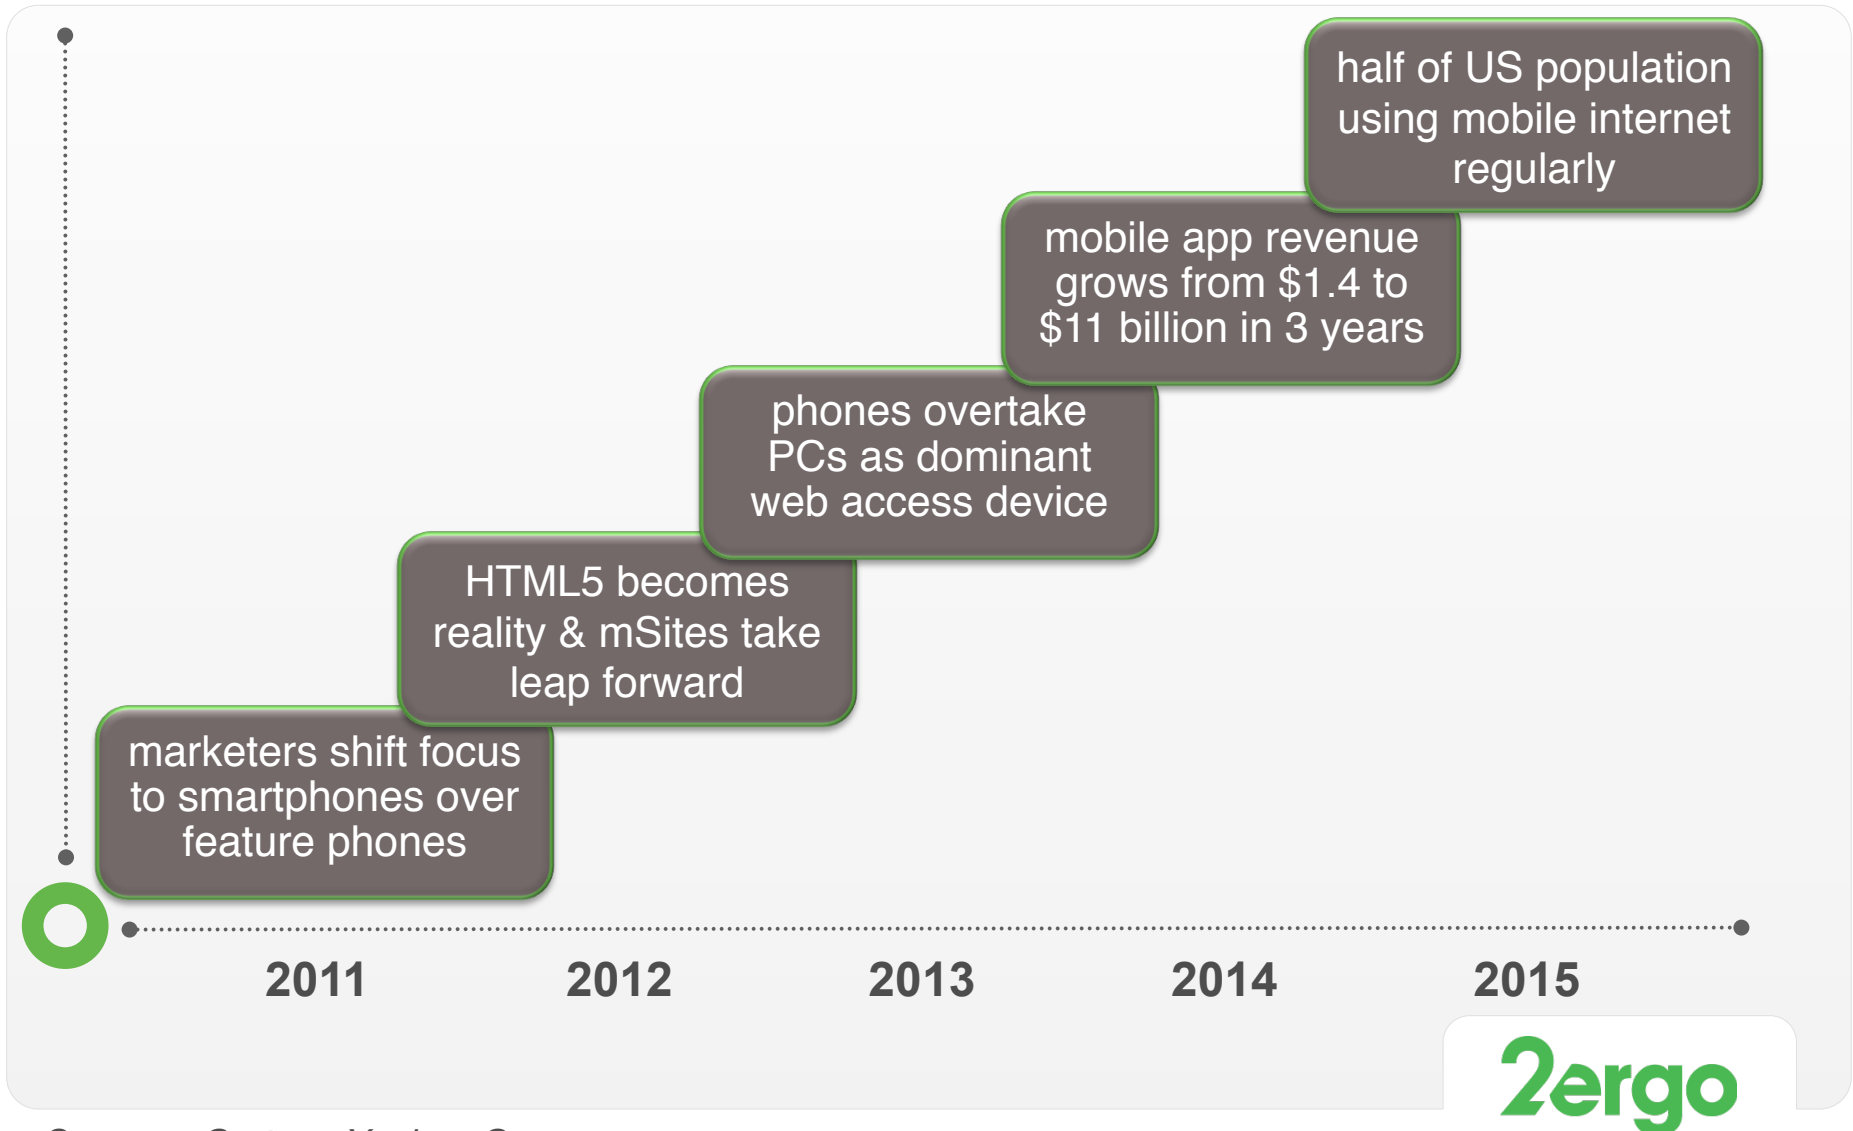 half of US population
using mobile internet
regularly
mobile app revenue
grows from $1.4 to
$11 billion in 3 years
phones overtake
PCs as dominant
web access device
HTML5 becomes
reality & mSites take
leap forward
marketers shift focus
to smartphones over
feature phones
2011 2012 2013 2014 2015
2ergo